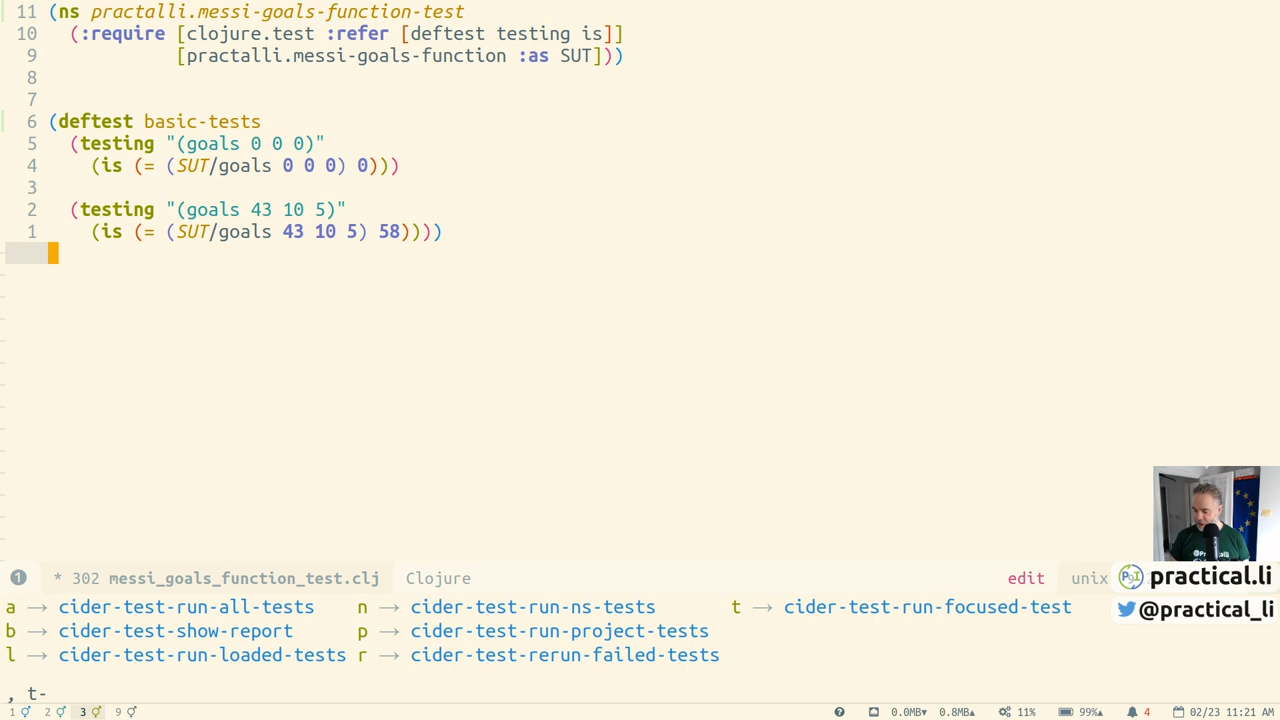 11 (ns practalli.messi-goals-function-test
10 (:require [clojure.test :refer [deftest testing is]]
9 [practalli.messi-goals-function :as SUT]))
8
7
6 (deftest basic-tests
5 (testing "(goals 0 0 0)"
4 (is (= (SUT/goals 0 0 0) 0)))
3
2 (testing "(goals 43 10 5)"
1 (is (= (SUT/goals 43 10 5) 58))))
1 * 302 messi_goals_function_test.clj Clojure edit unix
practical.li
@practical_li
a → cider-test-run-all-tests n → cider-test-run-ns-tests t → cider-test-run-focused-test
b → cider-test-show-report p → cider-test-run-project-tests
l → cider-test-run-loaded-tests r → cider-test-rerun-failed-tests
, t-
1 2 3 9 0.0MB▾ 0.8MB▴ 11% 99%▴ 4 02/23 11:21 AM